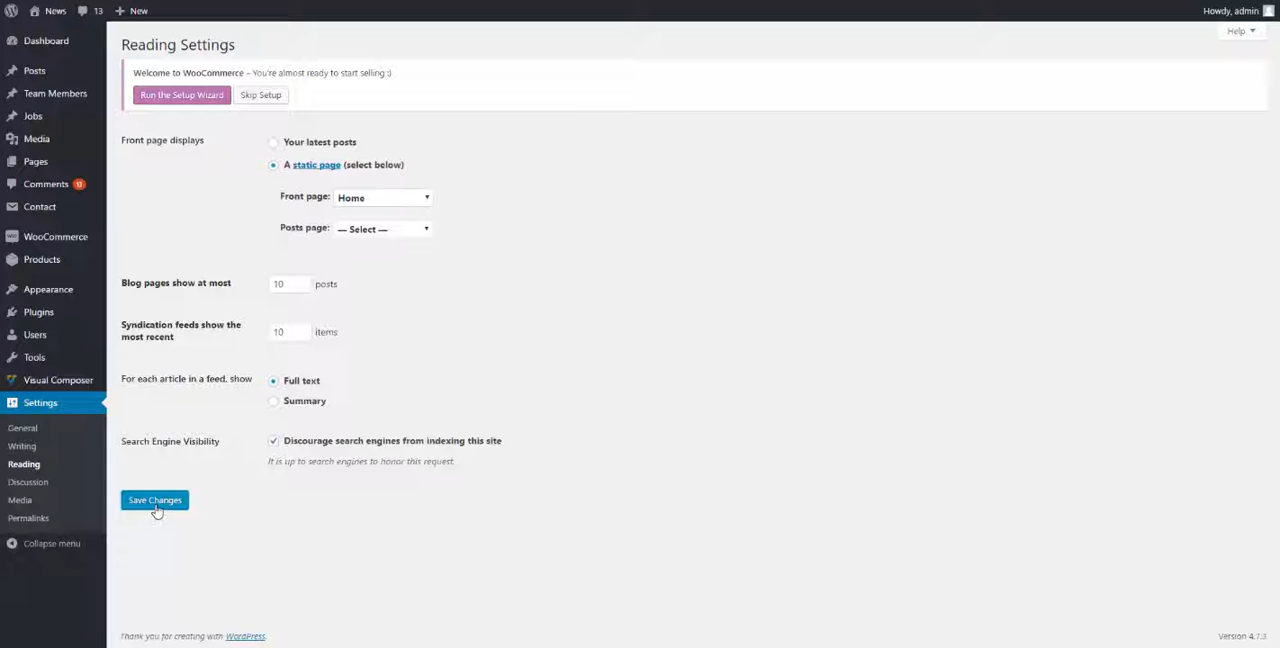 News 13 + New
Howdy, admin
Dashboard
Posts
Team Members
Jobs
Media
Pages
Comments 13
Contact
WooCommerce
Products
Appearance
Plugins
Users
Tools
Visual Composer
Settings
General
Writing
Reading
Discussion
Media
Permalinks
Collapse menu
Help
Reading Settings
Welcome to WooCommerce – You're almost ready to start selling :)
Run the Setup Wizard Skip Setup
Front page displays
Your latest posts
A static page (select below)
Front page: Home
Posts page: — Select —
Blog pages show at most 10 posts
Syndication feeds show the
most recent
10 items
For each article in a feed, show
Full text
Summary
Search Engine Visibility
Discourage search engines from indexing this site
It is up to search engines to honor this request.
Save Changes
Thank you for creating with WordPress.
Version 4.7.3